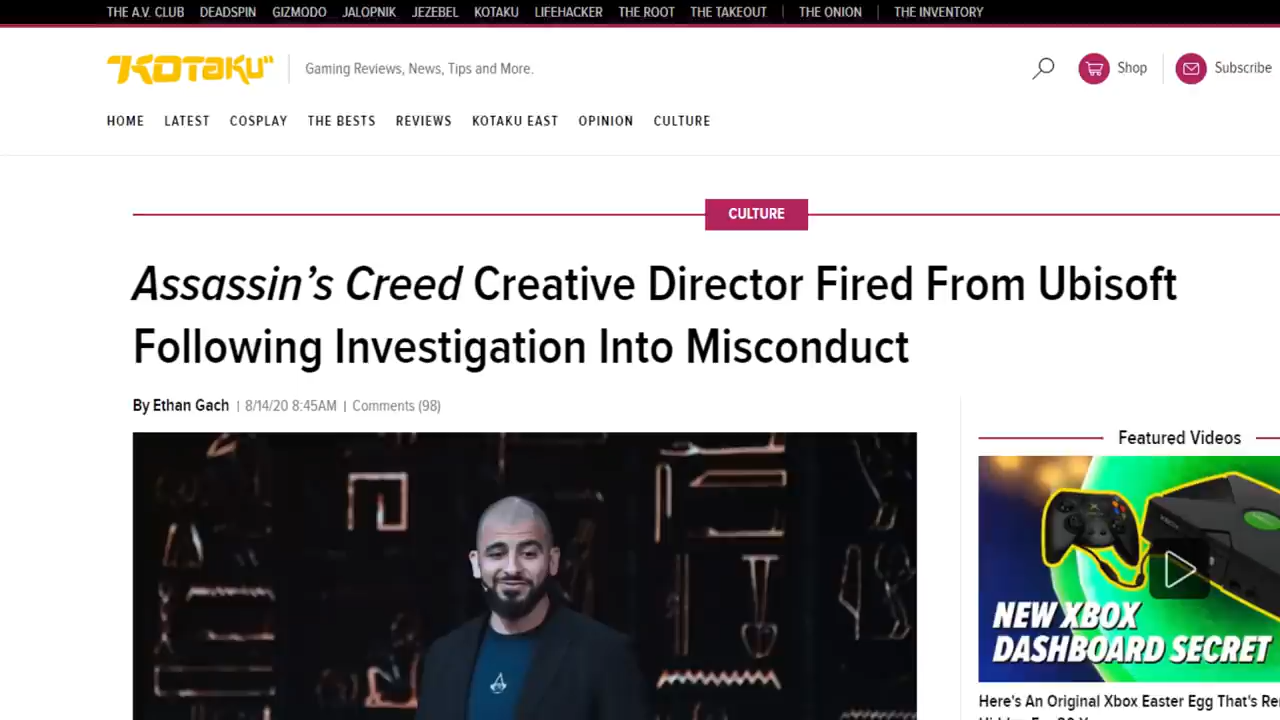 THE A.V. CLUB DEADSPIN GIZMODO JALOPNIK JEZEBEL KOTAKU LIFEHACKER THE ROOT THE TAKEOUT THE ONION THE INVENTORY
KOTAKU Gaming Reviews, News, Tips and More. Shop Subscribe
HOME LATEST COSPLAY THE BESTS REVIEWS KOTAKU EAST OPINION CULTURE
CULTURE
Assassin's Creed Creative Director Fired From Ubisoft
Following Investigation Into Misconduct
By Ethan Gach | 8/14/20 8:45AM | Comments (98)
Featured Videos
NEW XBOX
DASHBOARD SECRET
Here's An Original Xbox Easter Egg That's